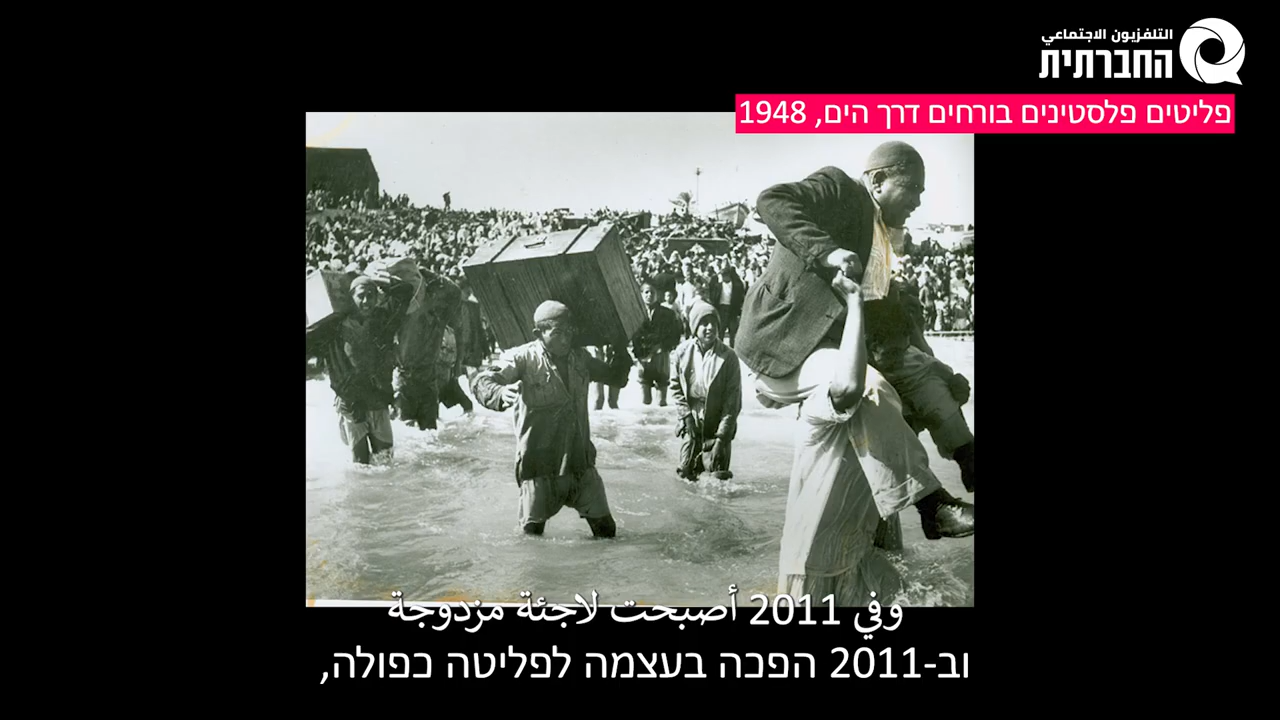 התلفזיון الاجتماعي
החברתית
פליטים פלסטינים בורחים דרך הים, 1948
وفي 2011 أصبحت لاجئة مزدوجة
וב-2011 הפכה בעצמה לפליטה כפולה,